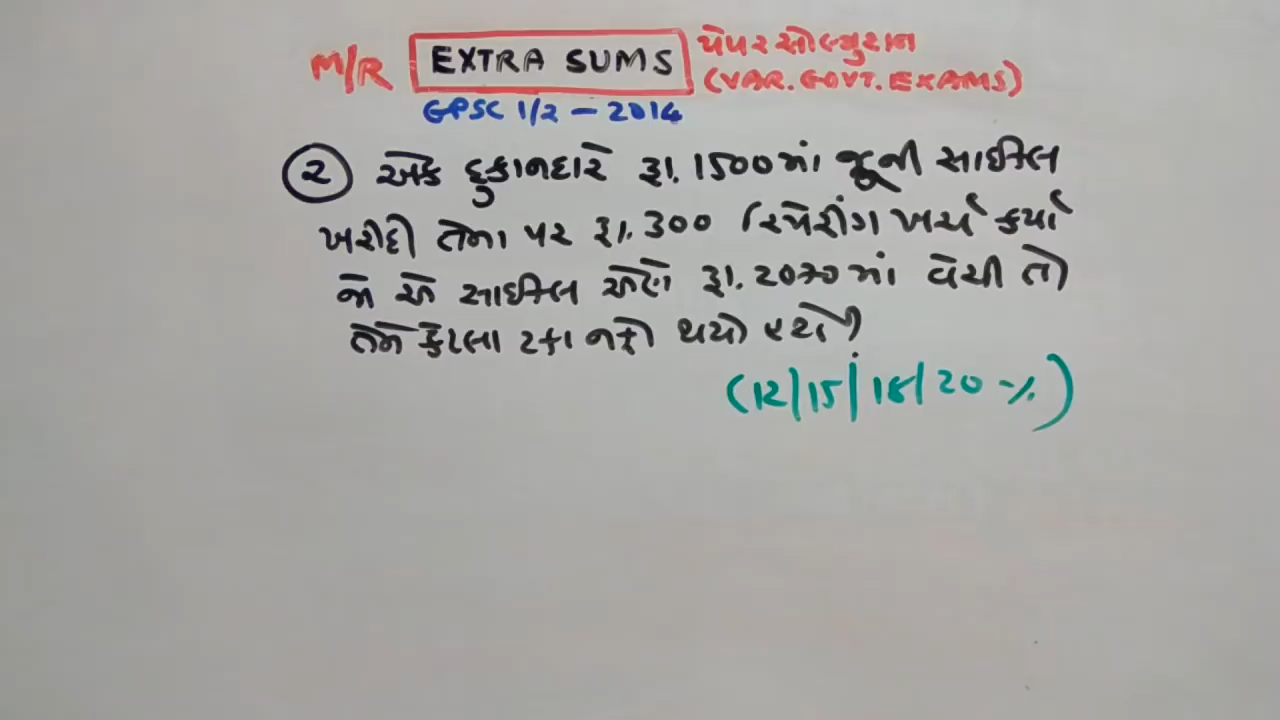 M/R EXTRA SUMS પેપર સોલ્યુશન
(VAR. GOVT. EXAMS)
GPSC 1/2 - 2014
૨ એક દુકાનદારે રૂા. 1500માં જૂની સાઈકલ
ખરીદી તેના પર રૂા. 300 રિપેરીંગ ખર્ચ કર્યો
જો એ સાઈકલ એણે રૂા. 2070માં વેચી તો
તેને કેટલા ટકા નફો થયો હશે?
(12/15/18/20 %)